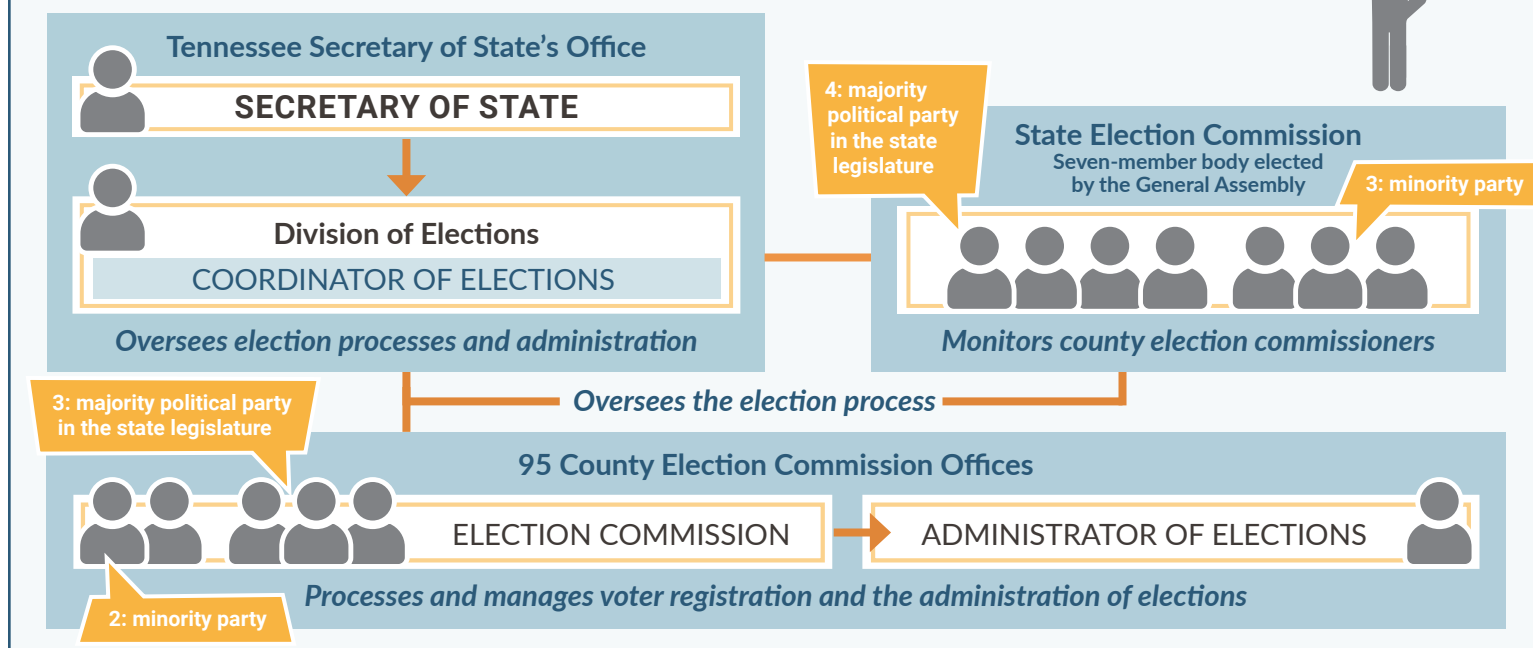 Tennessee Secretary of State's Office
SECRETARY OF STATE
Division of Elections
COORDINATOR OF ELECTIONS
Oversees election processes and administration
4: majority
political party
in the state
legislature
State Election Commission
Seven-member body elected
by the General Assembly
3: minority party
Monitors county election commissioners
Oversees the election process
3: majority political party
in the state legislature
95 County Election Commission Offices
ELECTION COMMISSION
ADMINISTRATOR OF ELECTIONS
Processes and manages voter registration and the administration of elections
2: minority party